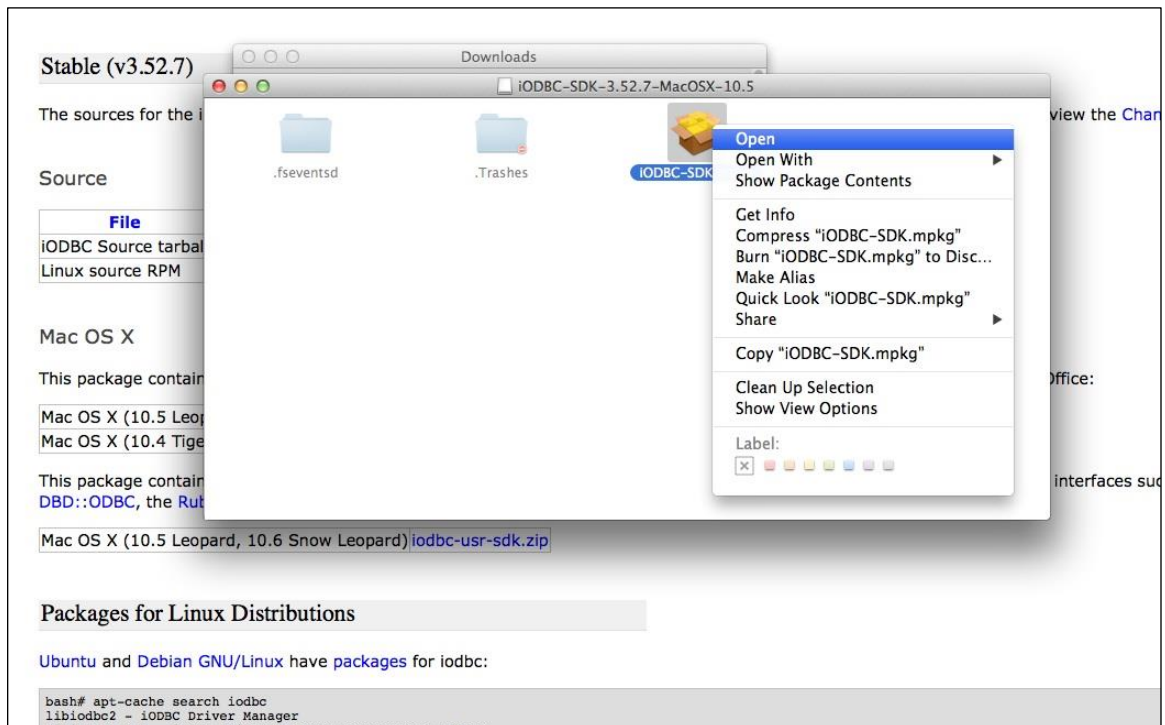 Stable (v3.52.7)
Downloads
iODBC-SDK-3.52.7-MacOSX-10.5
The sources for the
view the Chan
.fseventsd
.Trashes
iODBC-SDK
Open
Open With
Show Package Contents
Get Info
Compress “iODBC-SDK.mpkg”
Burn “iODBC-SDK.mpkg” to Disc...
Make Alias
Quick Look “iODBC-SDK.mpkg”
Share
Copy “iODBC-SDK.mpkg”
Clean Up Selection
Show View Options
Label:
Source
File
iODBC Source tarbal
Linux source RPM
Mac OS X
This package contain
Office:
Mac OS X (10.5 Leop
Mac OS X (10.4 Tige
This package contain
interfaces suc
DBD::ODBC, the Rub
Mac OS X (10.5 Leopard, 10.6 Snow Leopard) iodbc-usr-sdk.zip
Packages for Linux Distributions
Ubuntu and Debian GNU/Linux have packages for iodbc:
bash# apt-cache search iodbc
libiodbc2 - iODBC Driver Manager